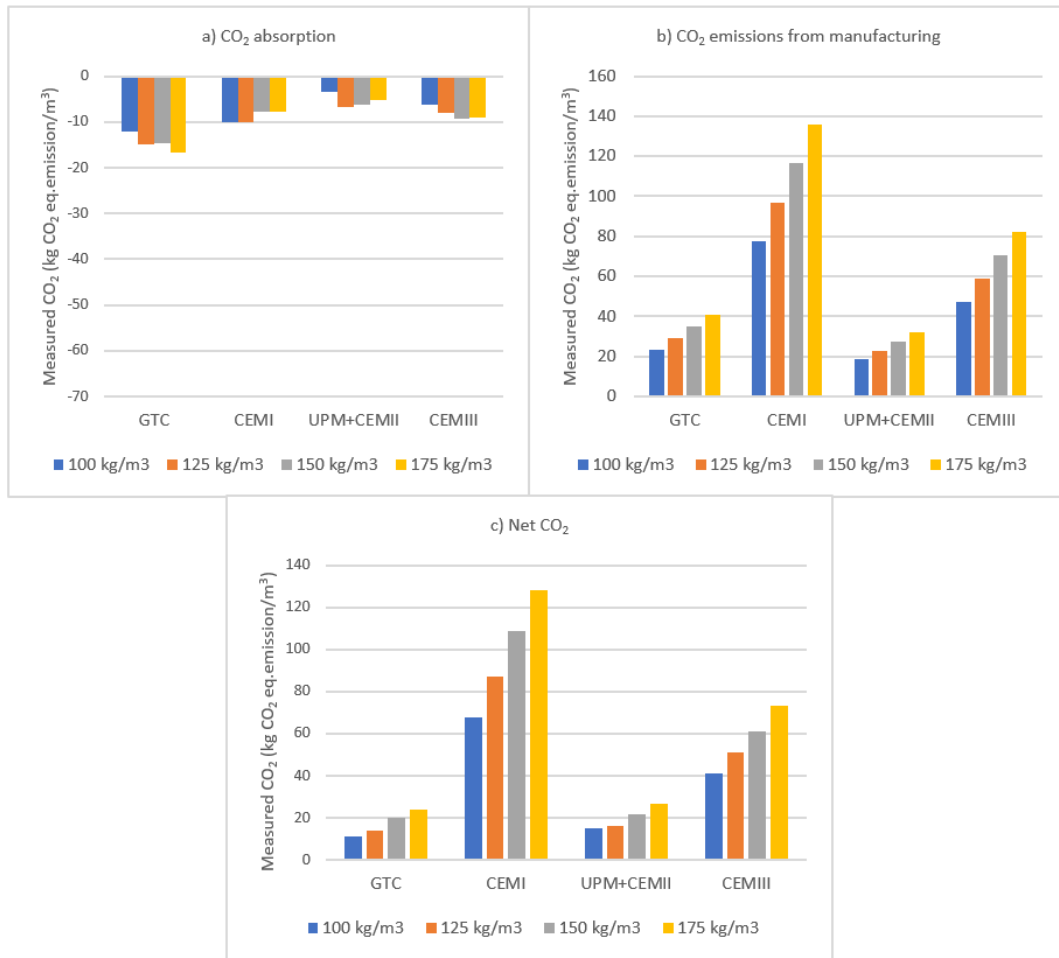 a) CO₂ absorption
Measured CO₂ (kg CO₂ eq.emission/m³)
0
-10
-20
-30
-40
-50
-60
-70
GTC CEMI UPM+CEMII CEMIII
100 kg/m3 125 kg/m3 150 kg/m3 175 kg/m3
b) CO₂ emissions from manufacturing
Measured CO₂ (kg CO₂ eq.emission/m³)
160
140
120
100
80
60
40
20
0
GTC CEMI UPM+CEMII CEMIII
100 kg/m3 125 kg/m3 150 kg/m3 175 kg/m3
c) Net CO₂
Measured CO₂ (kg CO₂ eq.emission/m³)
140
120
100
80
60
40
20
0
GTC CEMI UPM+CEMII CEMIII
100 kg/m3 125 kg/m3 150 kg/m3 175 kg/m3